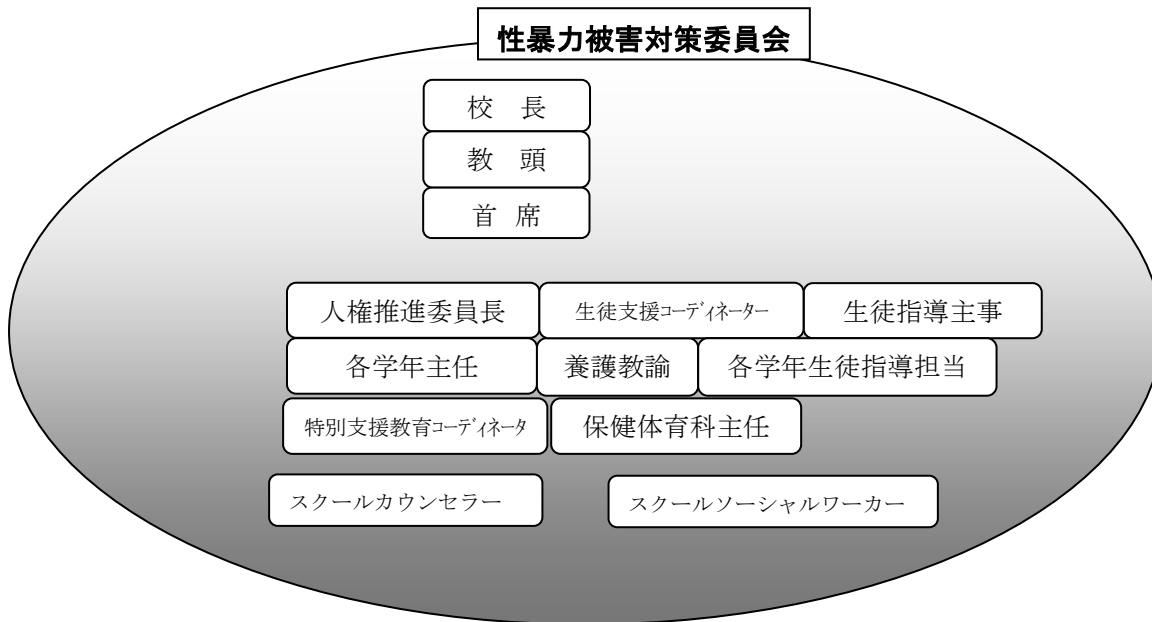 性暴力被害対策委員会
校　長
教　頭
首　席
人権推進委員長 生徒支援コーディネーター 生徒指導主事
各学年主任 養護教諭 各学年生徒指導担当
特別支援教育コーディネータ 保健体育科主任
スクールカウンセラー スクールソーシャルワーカー